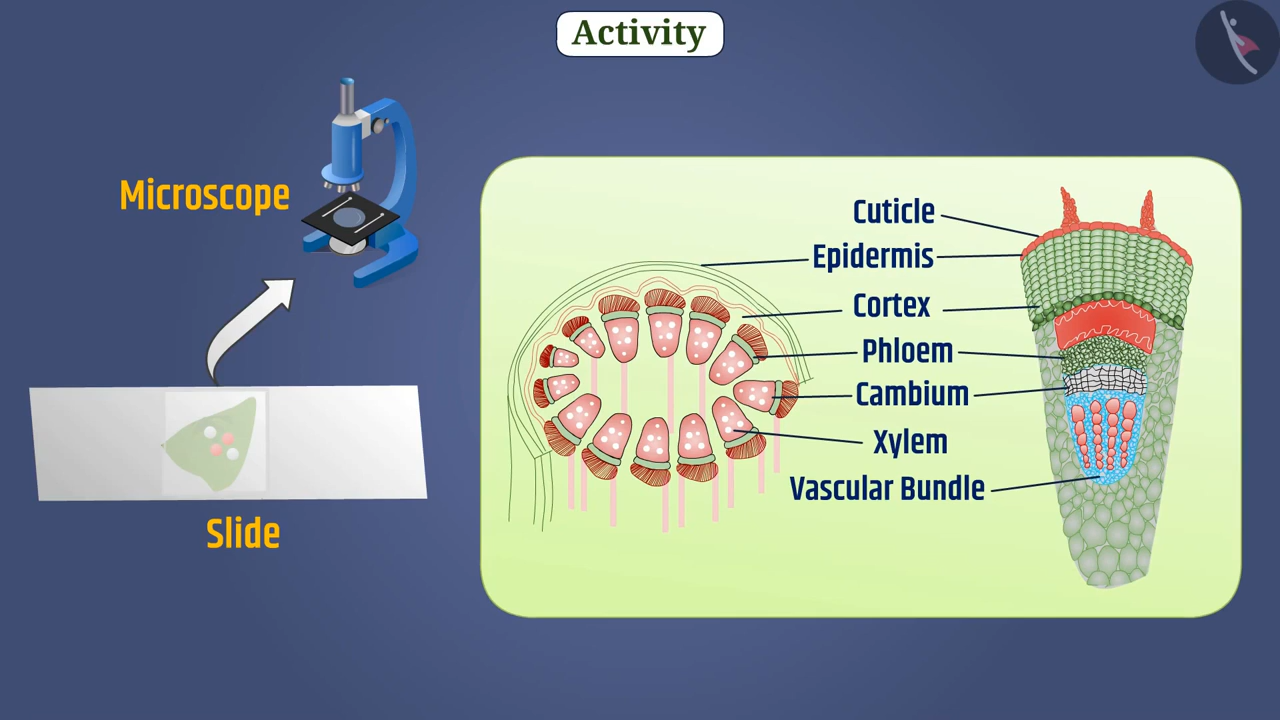 Activity
Microscope
Slide
Cuticle
Epidermis
Cortex
Phloem
Cambium
Xylem
Vascular Bundle